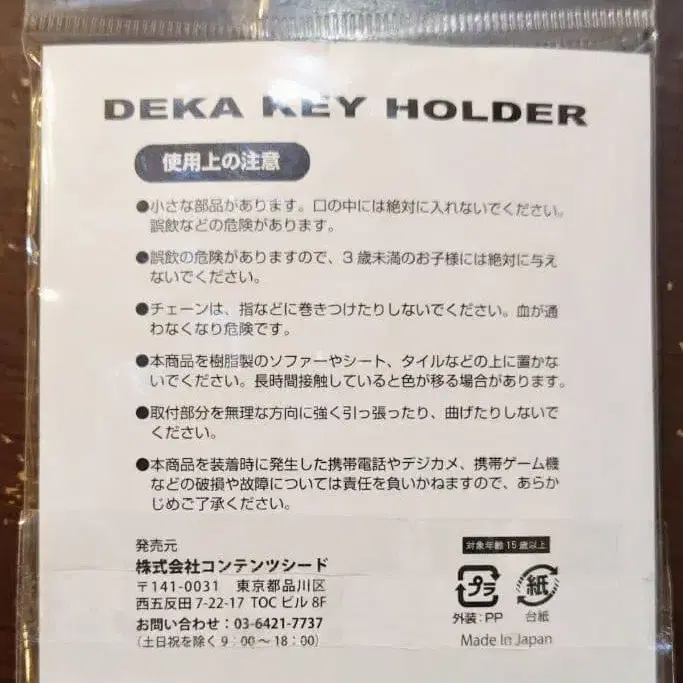 DEKA KEY HOLDER
使用上の注意
●小さな部品があります。口の中には絶対に入れないでください。
誤飲などの危険があります。
●誤飲の危険がありますので、3歳未満のお子様には絶対に与え
ないでください。
●チェーンは、指などに巻きつけたりしないでください。血が通
わなくなり危険です。
●本商品を樹脂製のソファーやシート、タイルなどの上に置かな
いでください。長時間接触していると色が移る場合があります。
●取付部分を無理な方向に強く引っ張ったり、曲げたりしないで
ください。
●本商品を装着時に発生した携帯電話やデジカメ、携帯ゲーム機
などの破損や故障については責任を負いかねますので、あらか
じめご了承ください。
発売元
株式会社コンテンツシード
〒141-0031 東京都品川区
西五反田 7-22-17 TOC ビル 8F
お問い合わせ：03-6421-7737
（土日祝を除く 9：00 〜 18：00）
対象年齢 15 歳以上
プラ
外装：PP
紙
台紙
Made In Japan